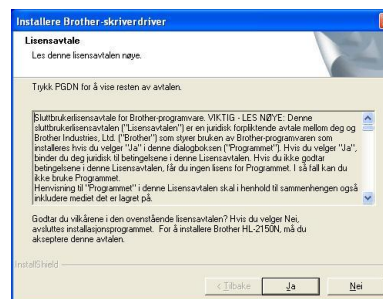 Installere Brother-skriverdriver
Lisensavtale
Les denne lisensavtalen nøye.
Trykk PGDN for å vise resten av avtalen.
Sluttbrukerlisensavtale for Brother-programvare. VIKTIG - LES NØYE: Denne
sluttbrukerlisensavtalen ("Lisensavtalen") er en juridisk forpliktende avtale mellom deg og
Brother Industries, Ltd. ("Brother") som styrer bruken av Brother-programvaren som
installeres hvis du velger "Ja" i denne dialogboksen ("Programmet"). Hvis du velger "Ja",
binder du deg juridisk til betingelsene i denne Lisensavtalen. Hvis du ikke godtar
betingelsene i denne Lisensavtalen, får du ingen lisens for Programmet. I så fall kan du
ikke bruke Programmet.
Henvisning til "Programmet" i denne Lisensavtalen skal i henhold til sammenhengen også
inkludere mediet det er lagret på.
Godtar du vilkårene i den ovenstående lisensavtalen? Hvis du velger Nei,
avsluttes installasjonsprogrammet. For å installere Brother HL-2150N, må du
akseptere denne avtalen.
InstallShield
< Tilbake Ja Nei